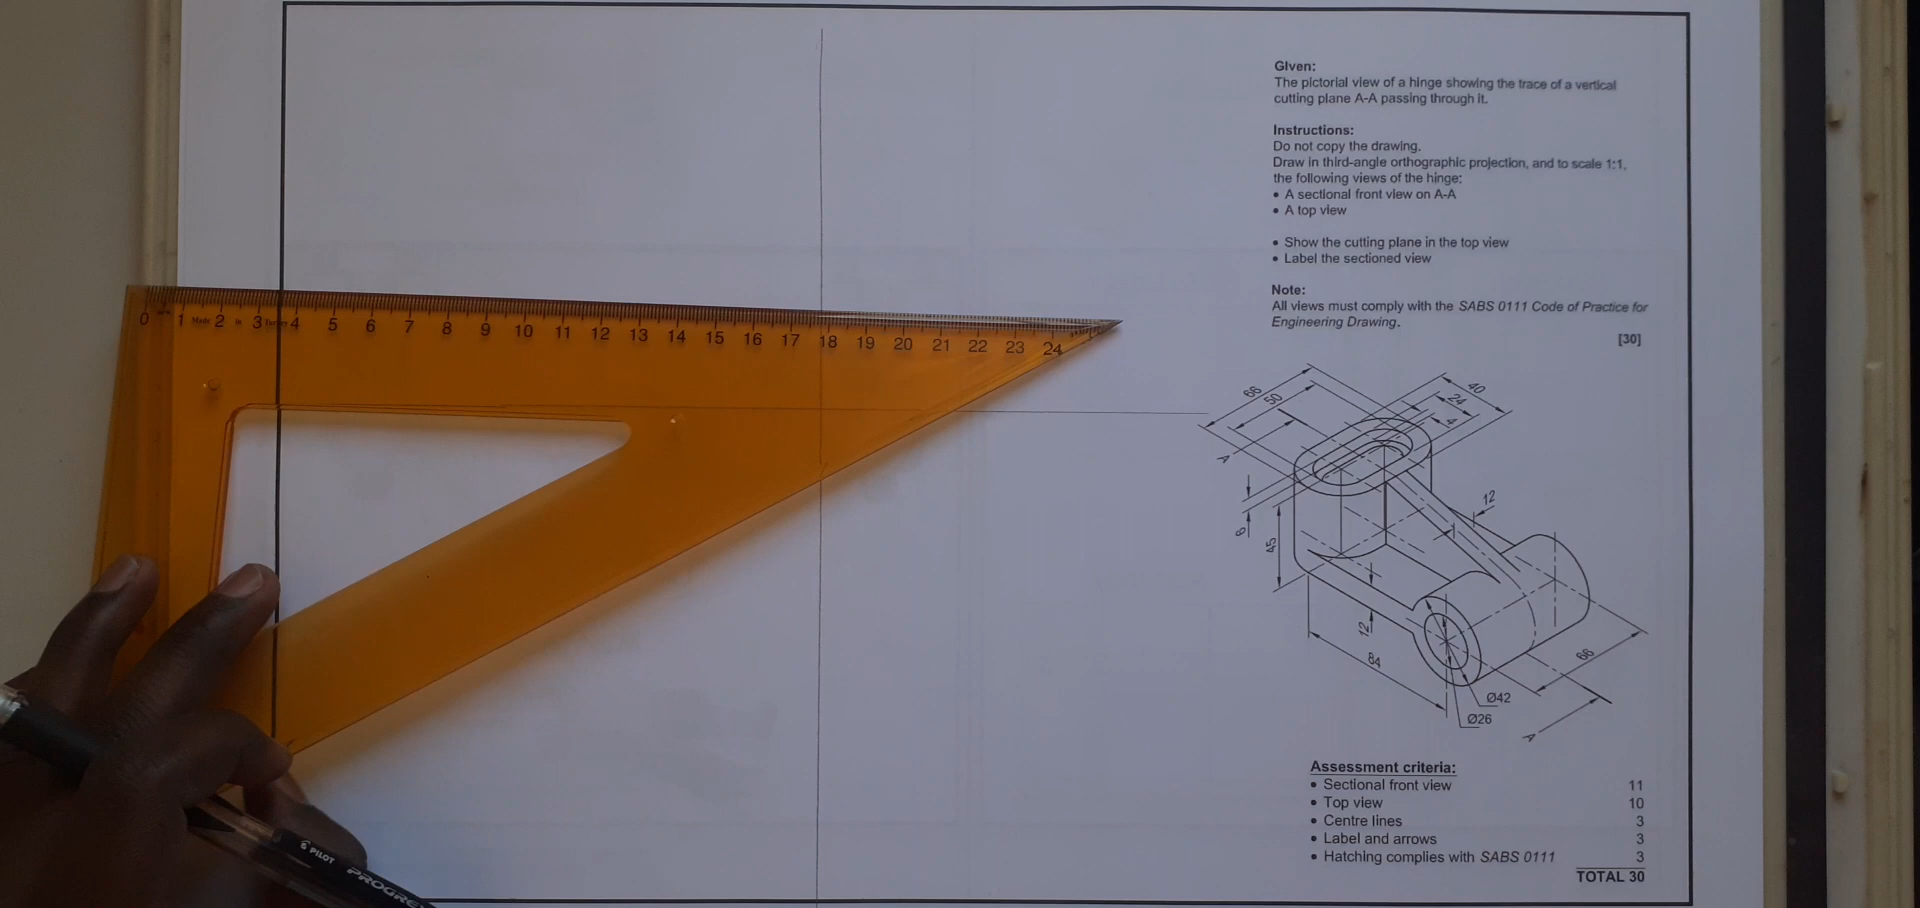 Given:
The pictorial view of a hinge showing the trace of a vertical
cutting plane A-A passing through it.
Instructions:
Do not copy the drawing.
Draw in third-angle orthographic projection, and to scale 1:1,
the following views of the hinge:
• A sectional front view on A-A
• A top view
• Show the cutting plane in the top view
• Label the sectioned view
Note:
All views must comply with the SABS 0111 Code of Practice for
Engineering Drawing.
[30]
0 1 Made 2 in 3 4 5 6 7 8 9 10 11 12 13 14 15 16 17 18 19 20 21 22 23 24
66
50
40
24
4
A
6
45
12
12
84
66
Ø42
Ø26
A
Assessment criteria:
• Sectional front view 11
• Top view 10
• Centre lines 3
• Label and arrows 3
• Hatching complies with SABS 0111 3
TOTAL 30
PILOT